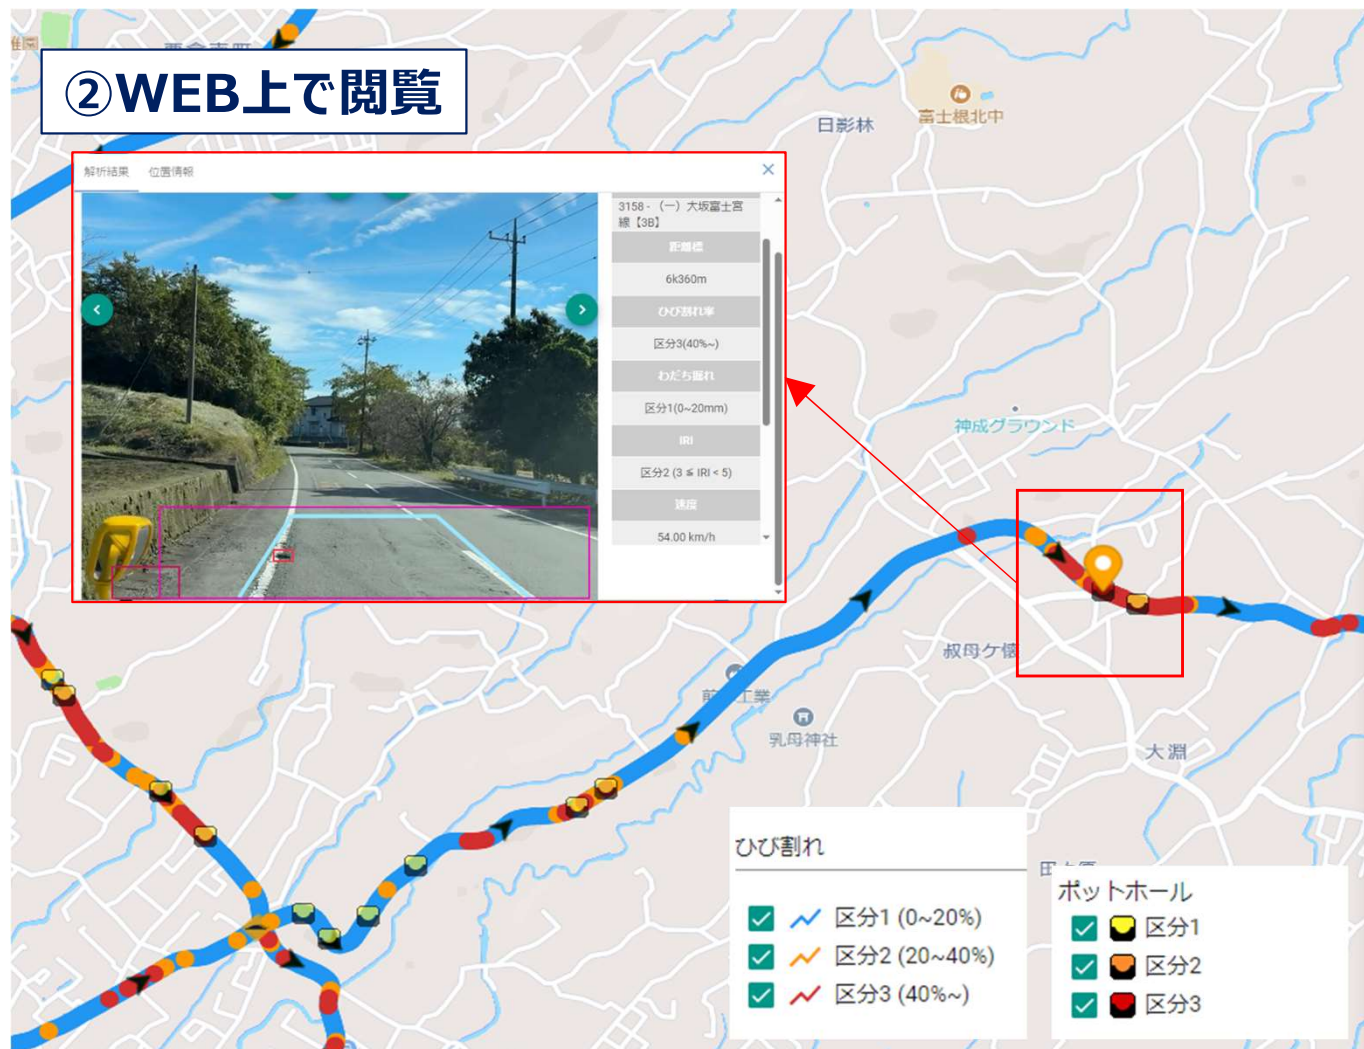 ②WEB上で閲覧
日影林
富士根北中
解析結果 位置情報
3158 - （一）大坂富士宮
線【3B】
距離標
6k360m
ひび割れ率
区分3(40%~)
わだち掘れ
区分1(0~20mm)
IRI
区分2 (3 ≦ IRI < 5)
速度
54.00 km/h
神成グラウンド
叔母ケ懐
乳母神社
大淵
ひび割れ
区分1 (0~20%)
区分2 (20~40%)
区分3 (40%~)
ポットホール
区分1
区分2
区分3